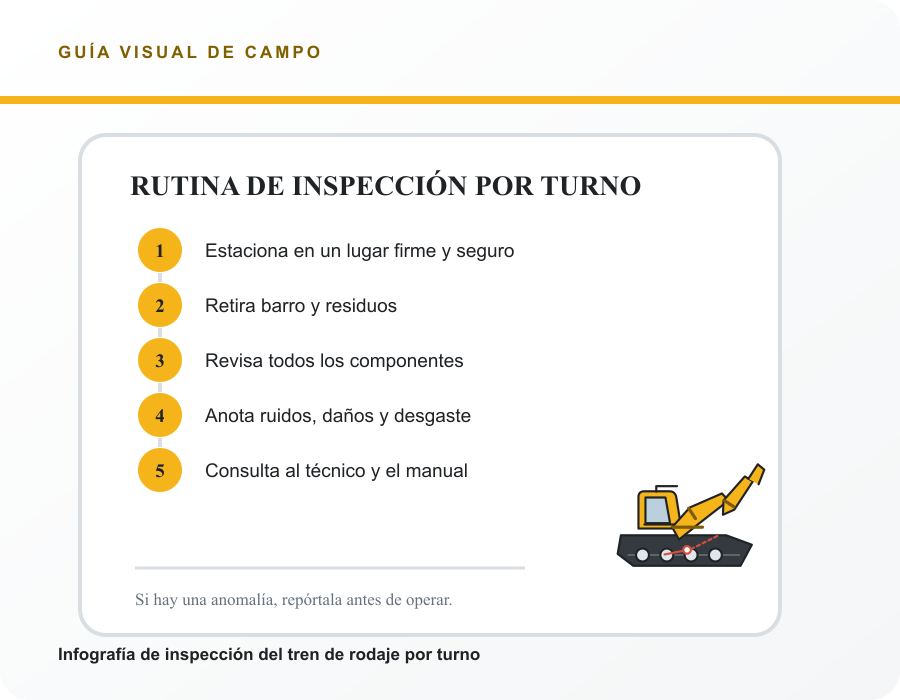 GUÍA VISUAL DE CAMPO
RUTINA DE INSPECCIÓN POR TURNO
1 Estaciona en un lugar firme y seguro
2 Retira barro y residuos
3 Revisa todos los componentes
4 Anota ruidos, daños y desgaste
5 Consulta al técnico y el manual
Si hay una anomalía, repórtala antes de operar.
Infografía de inspección del tren de rodaje por turno